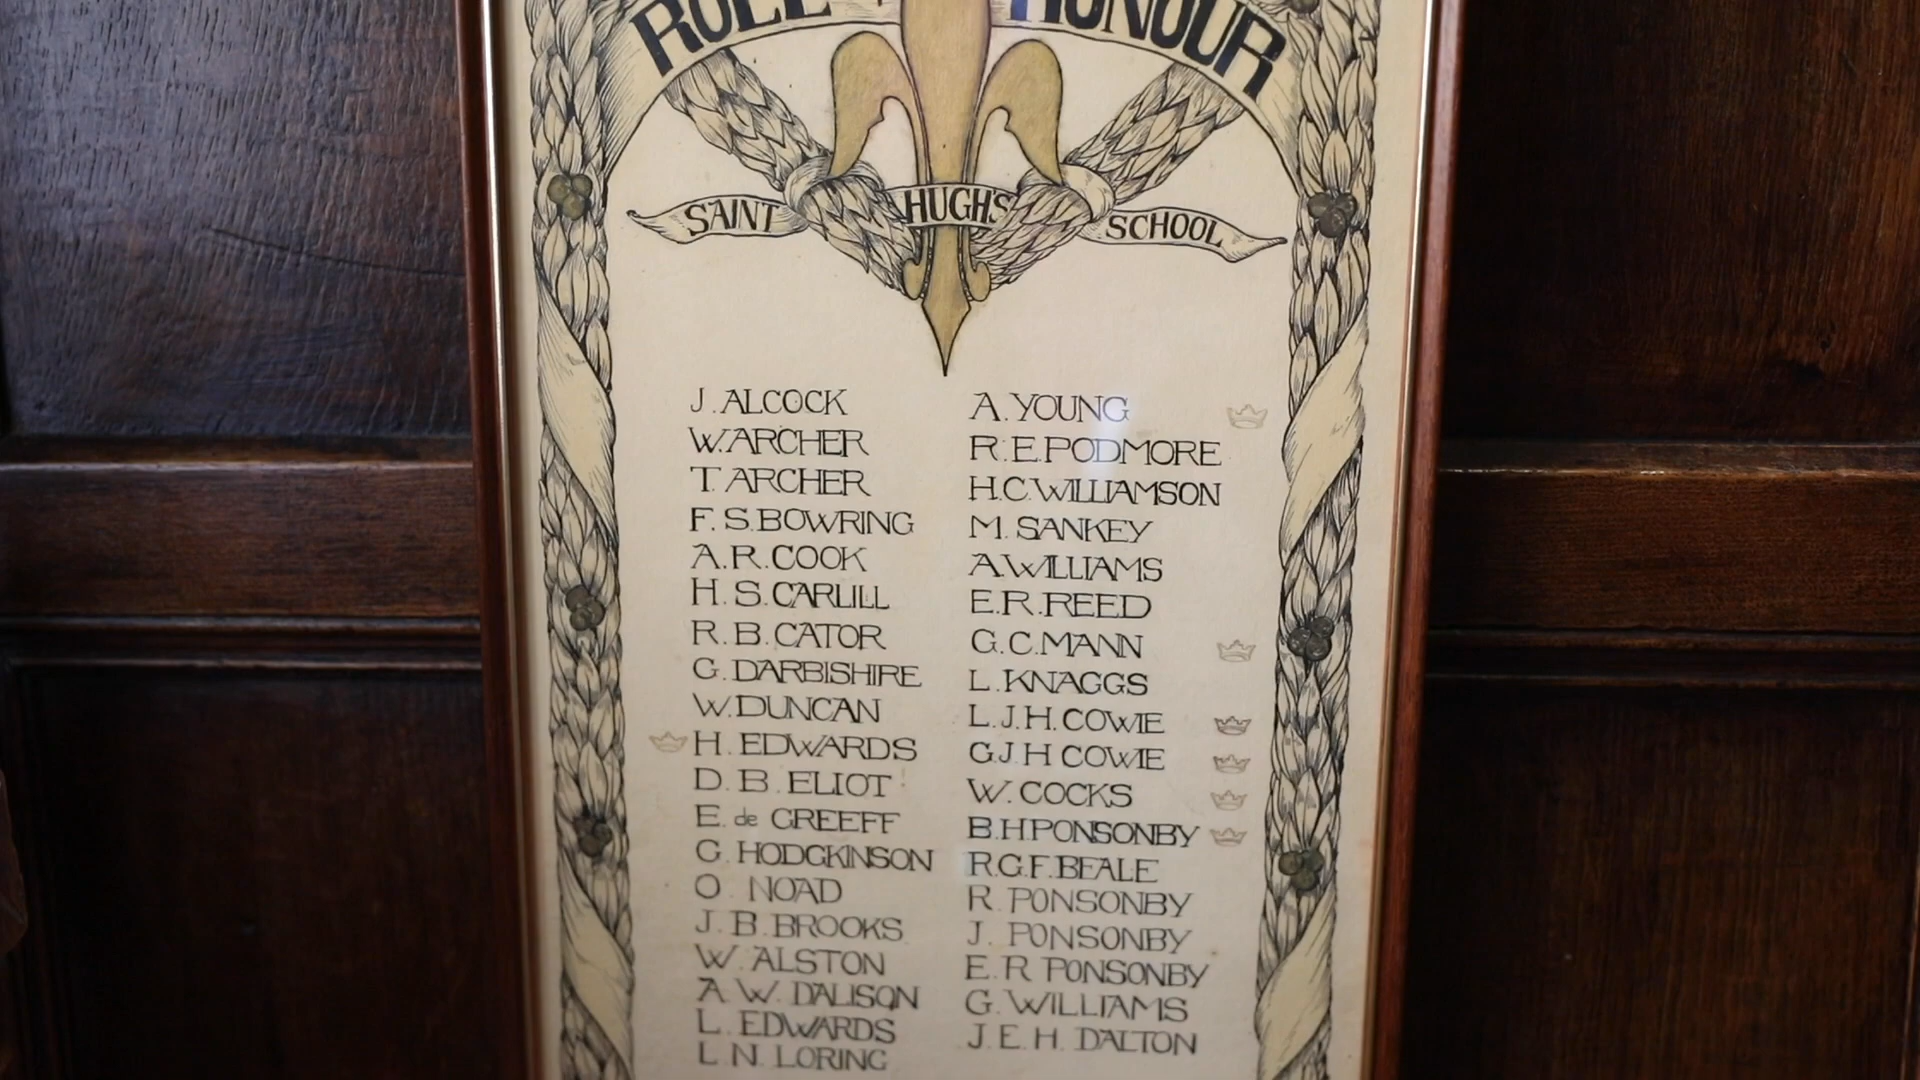 ROLL HONOUR
SAINT HUGH'S SCHOOL
J. ALCOCK
W. ARCHER
T. ARCHER
F. S. BOWRING
A. R. COOK
H. S. CARLILL
R. B. CATOR
G. DARBISHIRE
W. DUNCAN
H. EDWARDS
D. B. ELIOT
E. de GREEFF
G. HODGKINSON
O. NOAD
J. B. BROOKS
W. ALSTON
A. W. DALISON
L. EDWARDS
L. N. LORING
A. YOUNG
R. E. PODMORE
H. C. WILLIAMSON
M. SANKEY
A. WILLIAMS
E. R. REED
G. C. MANN
L. KNAGGS
L. J. H. COWIE
G. J. H COWIE
W. COCKS
B. H PONSONBY
R. G. F. BEALE
R. PONSONBY
J. PONSONBY
E. R PONSONBY
G. WILLIAMS
J. E. H. DALTON